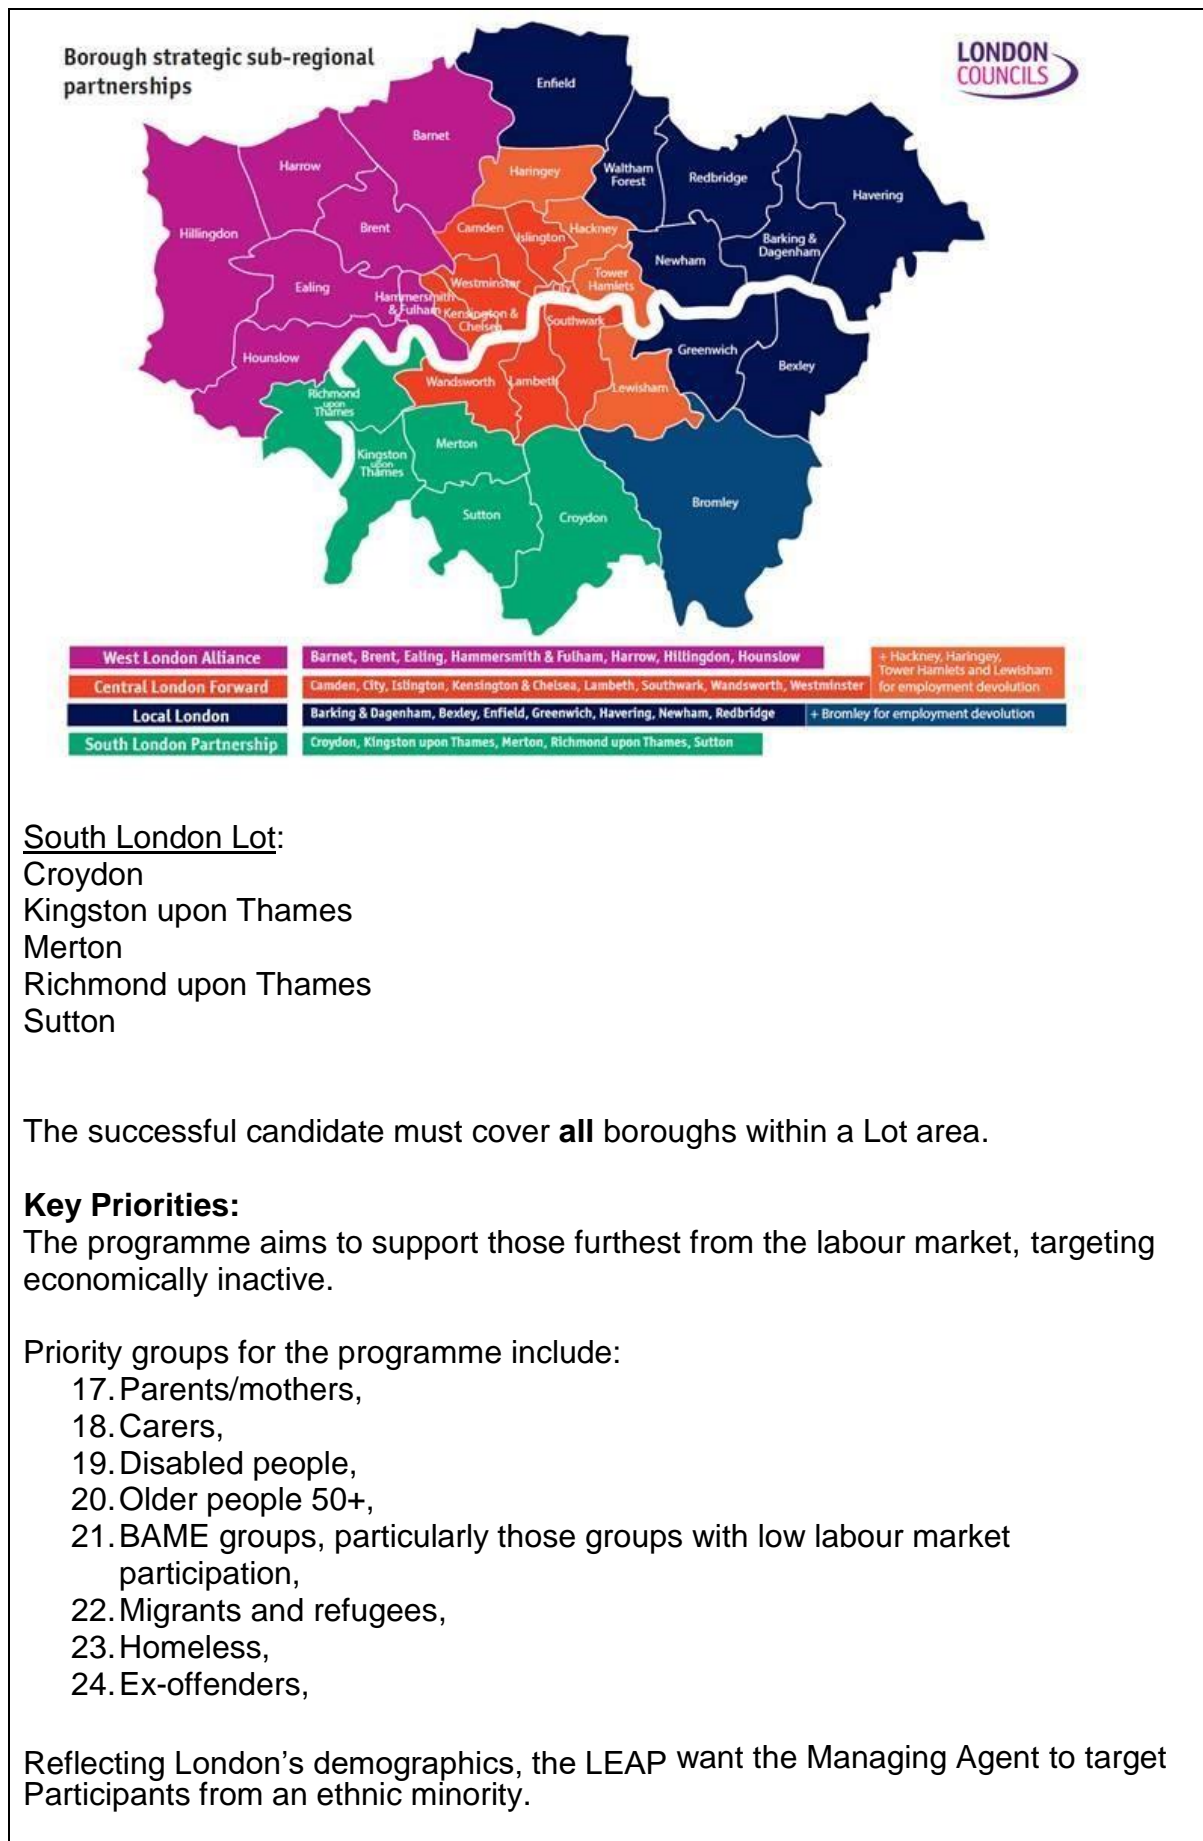 Borough strategic sub-regional
partnerships
LONDON
COUNCILS
Enfield
Barnet
Harrow
Haringey
Waltham
Forest
Redbridge
Havering
Hillingdon
Brent
Camden
Islington
Hackney
Barking &
Dagenham
Newham
Ealing
Westminster
Tower
Hamlets
City
Hammersmith
& Fulham
Kensington &
Chelsea
Southwark
Hounslow
Greenwich
Bexley
Richmond
upon
Thames
Wandsworth
Lambeth
Lewisham
Kingston
upon
Thames
Merton
Bromley
Sutton
Croydon
West London Alliance
Barnet, Brent, Ealing, Hammersmith & Fulham, Harrow, Hillingdon, Hounslow
+ Hackney, Haringey,
Tower Hamlets and Lewisham
for employment devolution
Central London Forward
Camden, City, Islington, Kensington & Chelsea, Lambeth, Southwark, Wandsworth, Westminster
Local London
Barking & Dagenham, Bexley, Enfield, Greenwich, Havering, Newham, Redbridge
+ Bromley for employment devolution
South London Partnership
Croydon, Kingston upon Thames, Merton, Richmond upon Thames, Sutton
South London Lot:
Croydon
Kingston upon Thames
Merton
Richmond upon Thames
Sutton
The successful candidate must cover all boroughs within a Lot area.
Key Priorities:
The programme aims to support those furthest from the labour market, targeting
economically inactive.
Priority groups for the programme include:
17. Parents/mothers,
18. Carers,
19. Disabled people,
20. Older people 50+,
21. BAME groups, particularly those groups with low labour market
participation,
22. Migrants and refugees,
23. Homeless,
24. Ex-offenders,
Reflecting London's demographics, the LEAP want the Managing Agent to target
Participants from an ethnic minority.